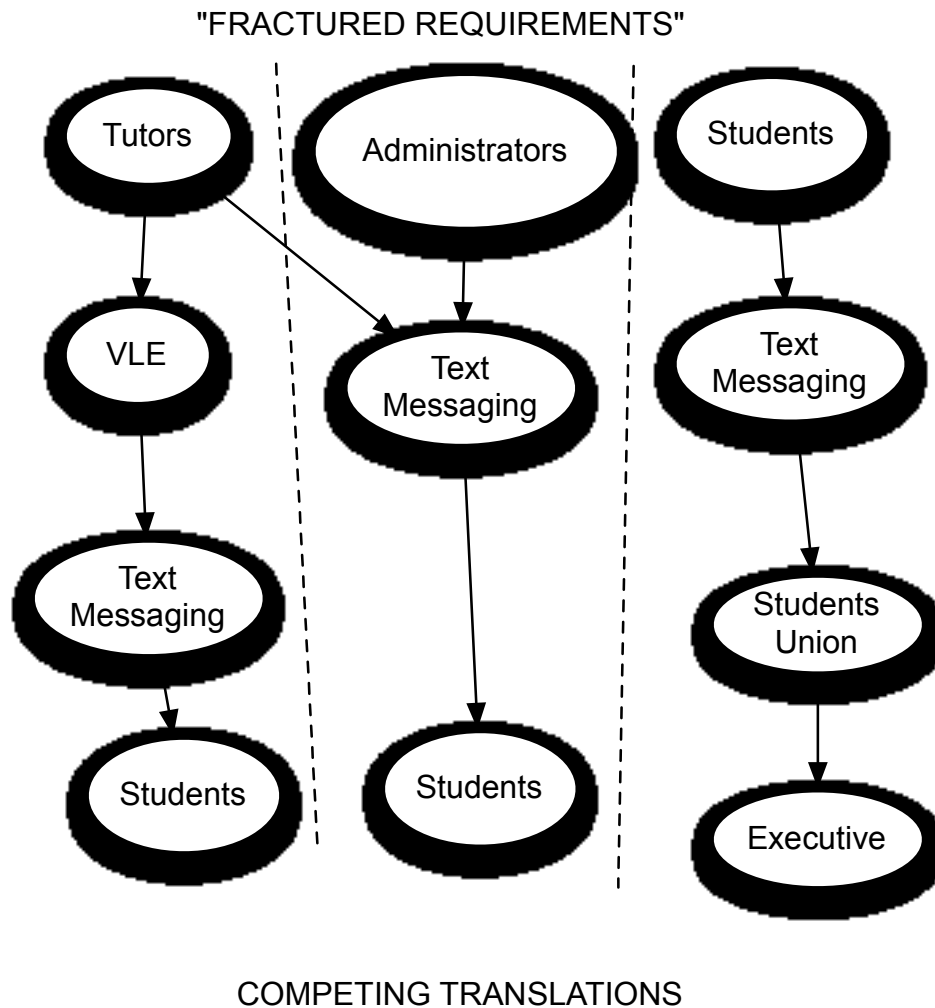 "FRACTURED REQUIREMENTS"
Tutors
Administrators
Students
VLE
Text
Messaging
Text
Messaging
Text
Messaging
Students
Union
Students
Students
Executive
COMPETING TRANSLATIONS